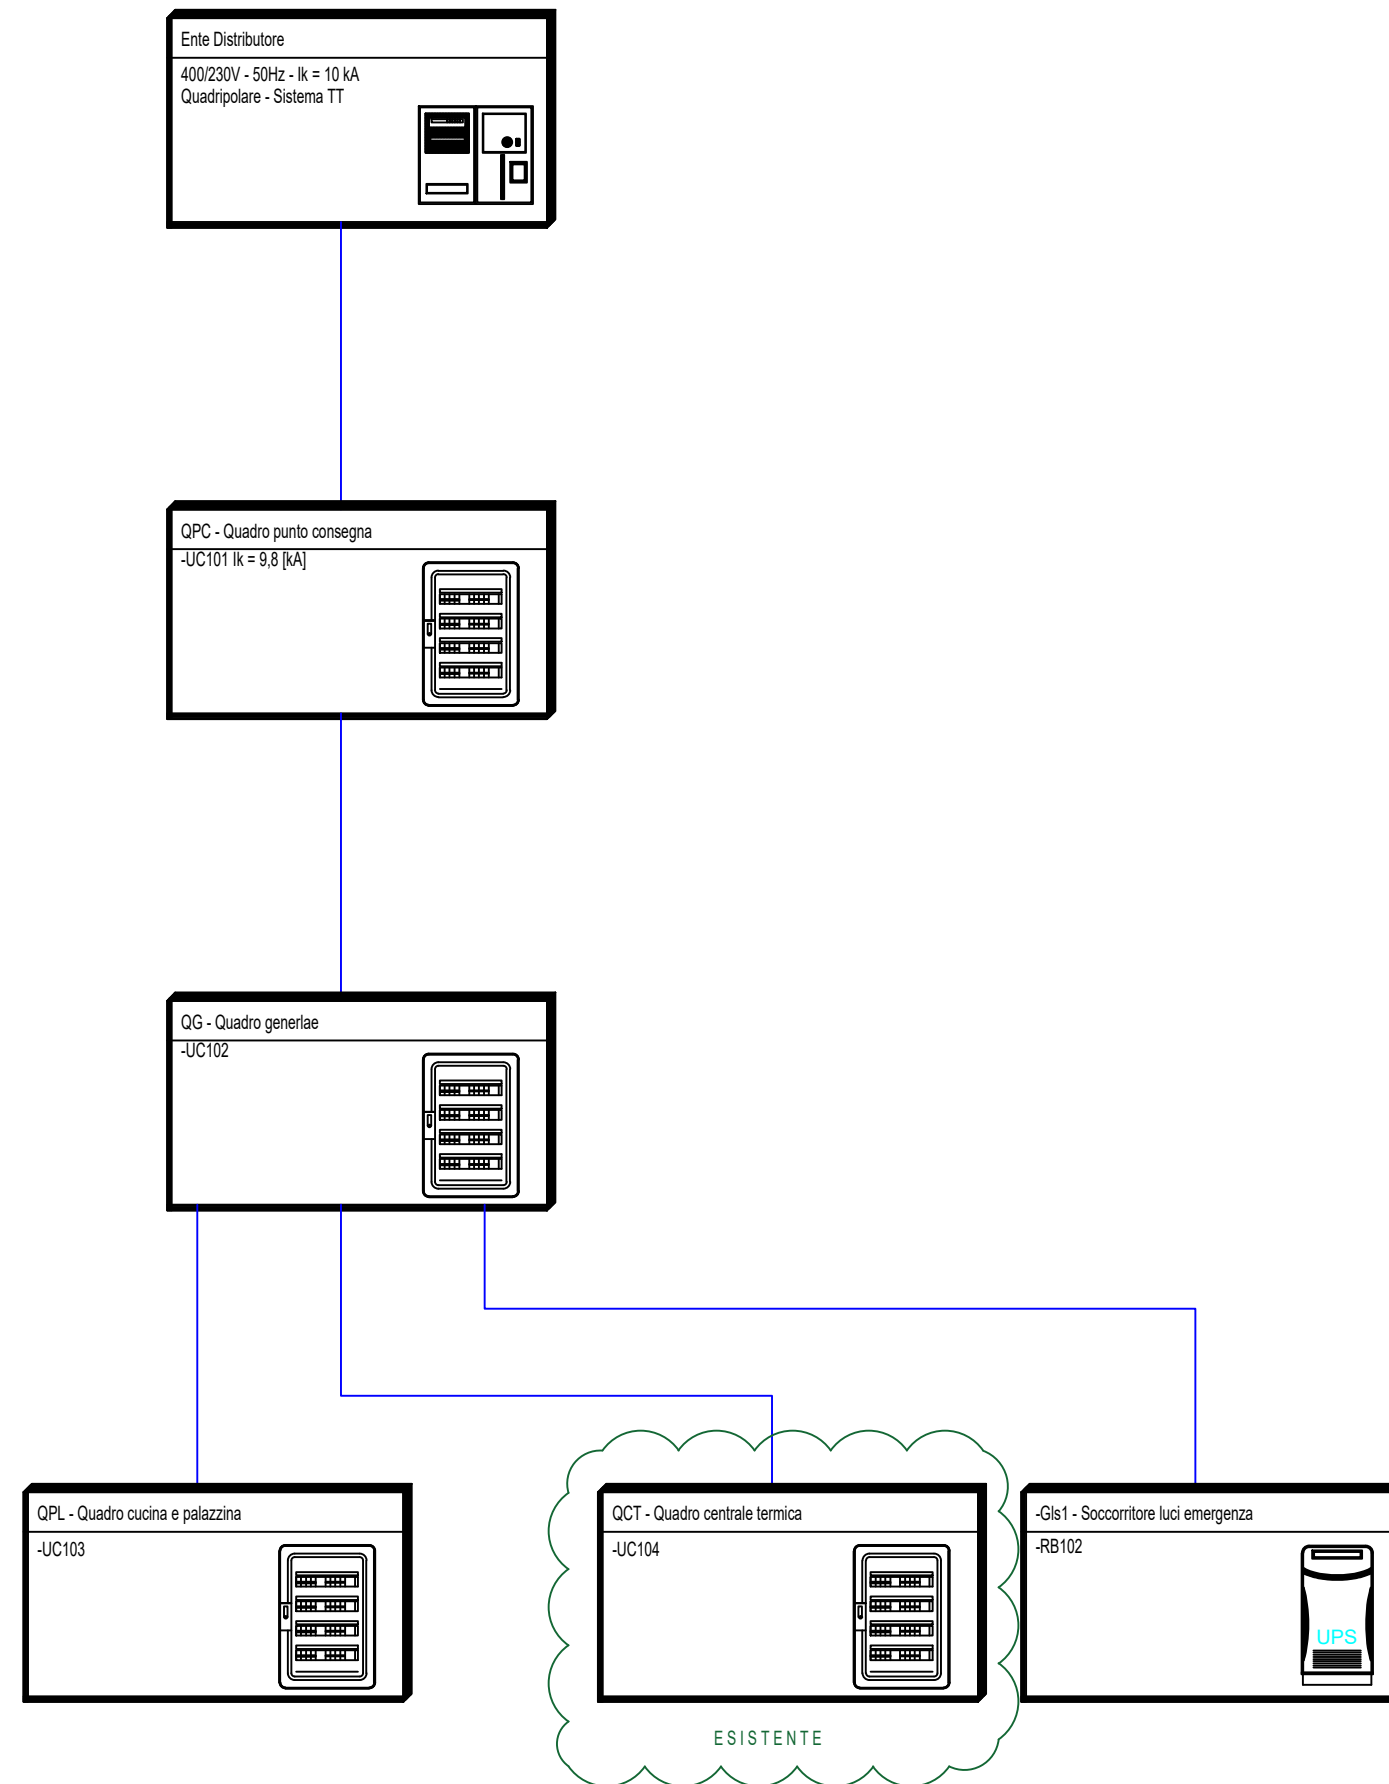 Ente Distributore
400/230V - 50Hz - Ik = 10 kA
Quadripolare - Sistema TT
QPC - Quadro punto consegna
-UC101 Ik = 9,8 [kA]
QG - Quadro generlae
-UC102
QPL - Quadro cucina e palazzina
-UC103
QCT - Quadro centrale termica
-UC104
-Gls1 - Soccorritore luci emergenza
-RB102
UPS
ESISTENTE